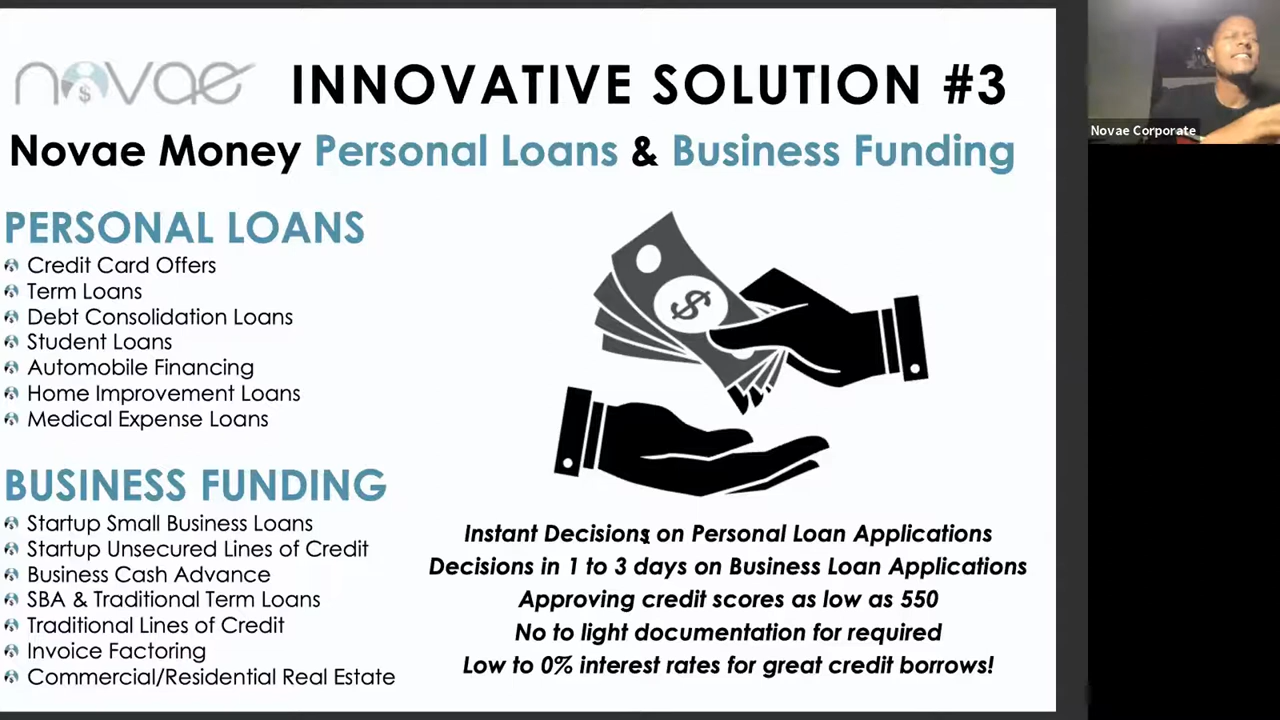 novae INNOVATIVE SOLUTION #3
Novae Money Personal Loans & Business Funding
PERSONAL LOANS
Credit Card Offers
Term Loans
Debt Consolidation Loans
Student Loans
Automobile Financing
Home Improvement Loans
Medical Expense Loans
BUSINESS FUNDING
Startup Small Business Loans
Startup Unsecured Lines of Credit
Business Cash Advance
SBA & Traditional Term Loans
Traditional Lines of Credit
Invoice Factoring
Commercial/Residential Real Estate
$
Instant Decisions on Personal Loan Applications
Decisions in 1 to 3 days on Business Loan Applications
Approving credit scores as low as 550
No to light documentation for required
Low to 0% interest rates for great credit borrows!
Novae Corporate